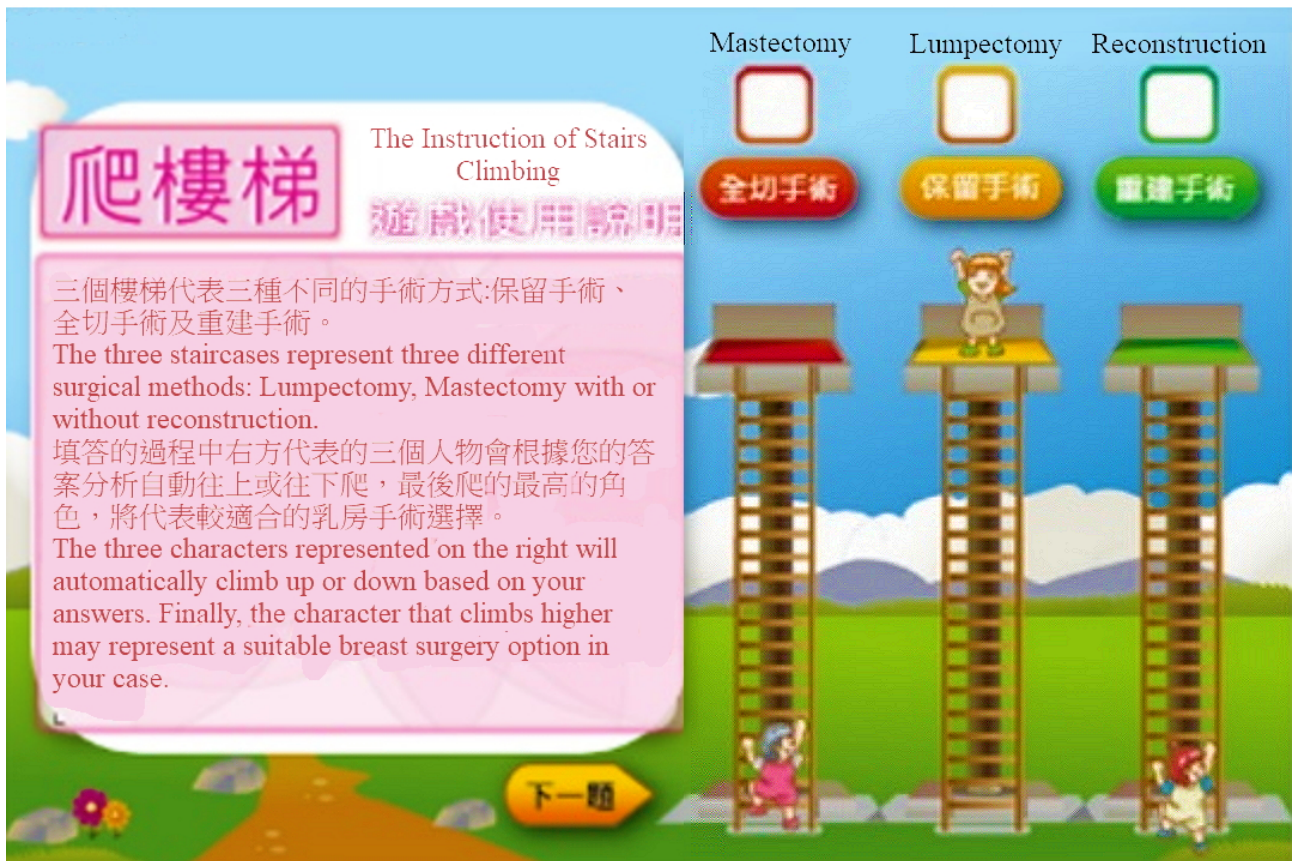 爬樓梯
The Instruction of Stairs
Climbing
遊戲使用說明
三個樓梯代表三種不同的手術方式:保留手術、
全切手術及重建手術。
The three staircases represent three different
surgical methods: Lumpectomy, Mastectomy with or
without reconstruction.
填答的過程中右方代表的三個人物會根據您的答
案分析自動往上或往下爬，最後爬的最高的角
色，將代表較適合的乳房手術選擇。
The three characters represented on the right will
automatically climb up or down based on your
answers. Finally, the character that climbs higher
may represent a suitable breast surgery option in
your case.
下一題
Mastectomy Lumpectomy Reconstruction
全切手術 保留手術 重建手術